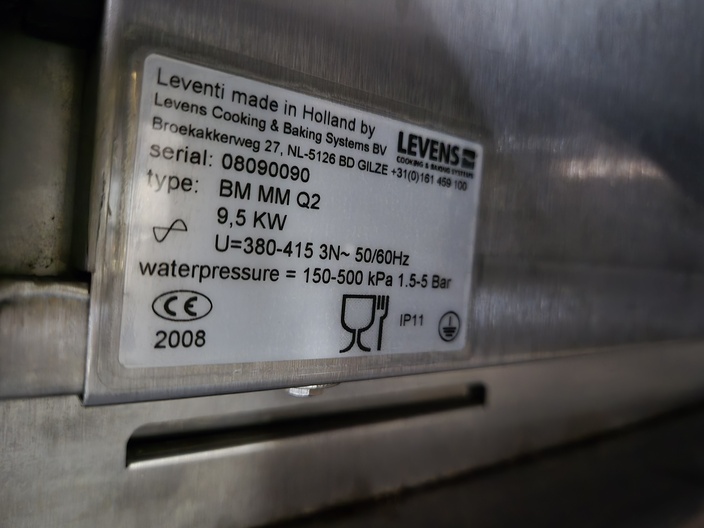 Leventi made in Holland by
Levens Cooking & Baking Systems BV
Broekakkerweg 27, NL-5126 BD GILZE +31(0)161 459 100
LEVENS
COOKING & BAKING SYSTEMS
serial: 08090090
type: BM MM Q2
9,5 KW
U=380-415 3N~ 50/60Hz
waterpressure = 150-500 kPa 1.5-5 Bar
CE
IP11
2008